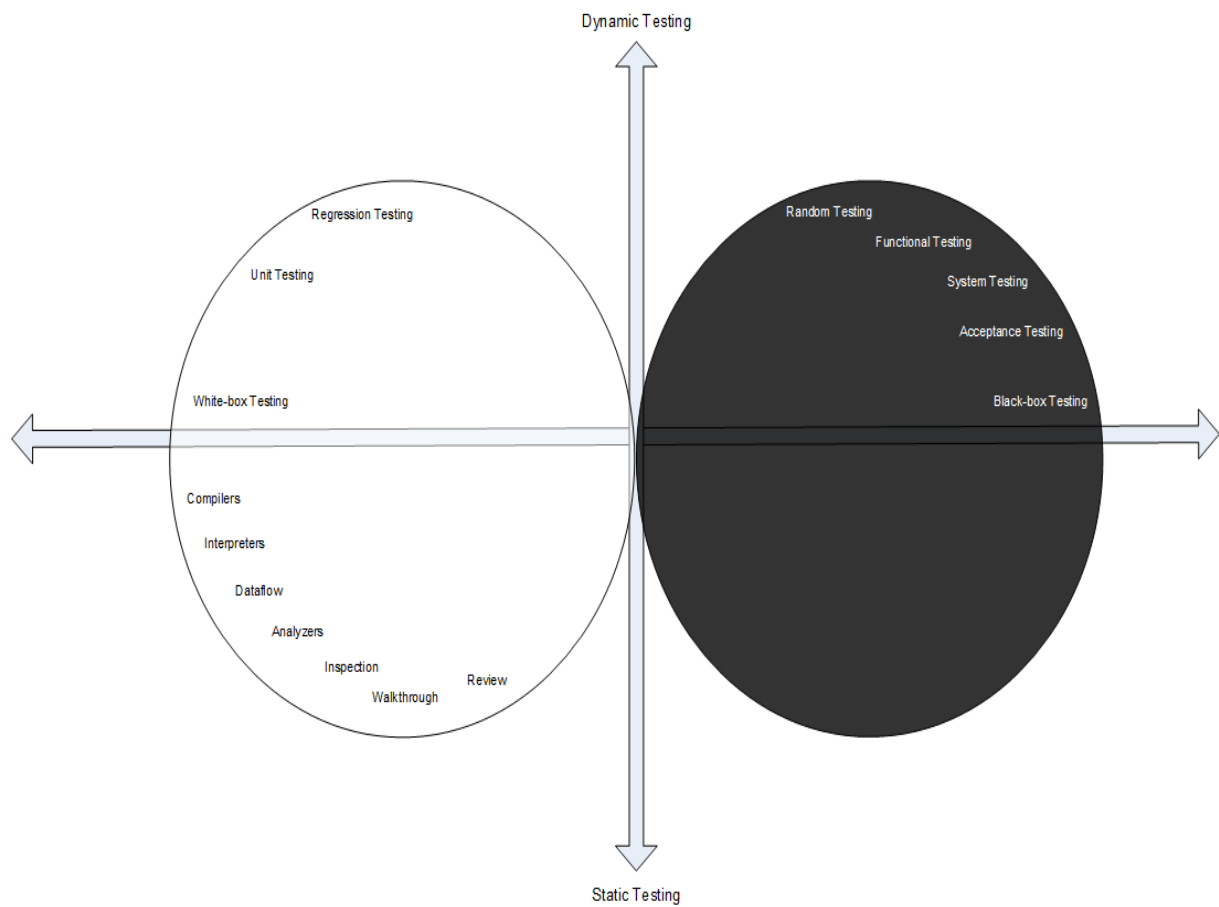 Dynamic Testing
Regression Testing
Unit Testing
White-box Testing
Compilers
Interpreters
Dataflow
Analyzers
Inspection
Walkthrough
Review
Random Testing
Functional Testing
System Testing
Acceptance Testing
Black-box Testing
Static Testing